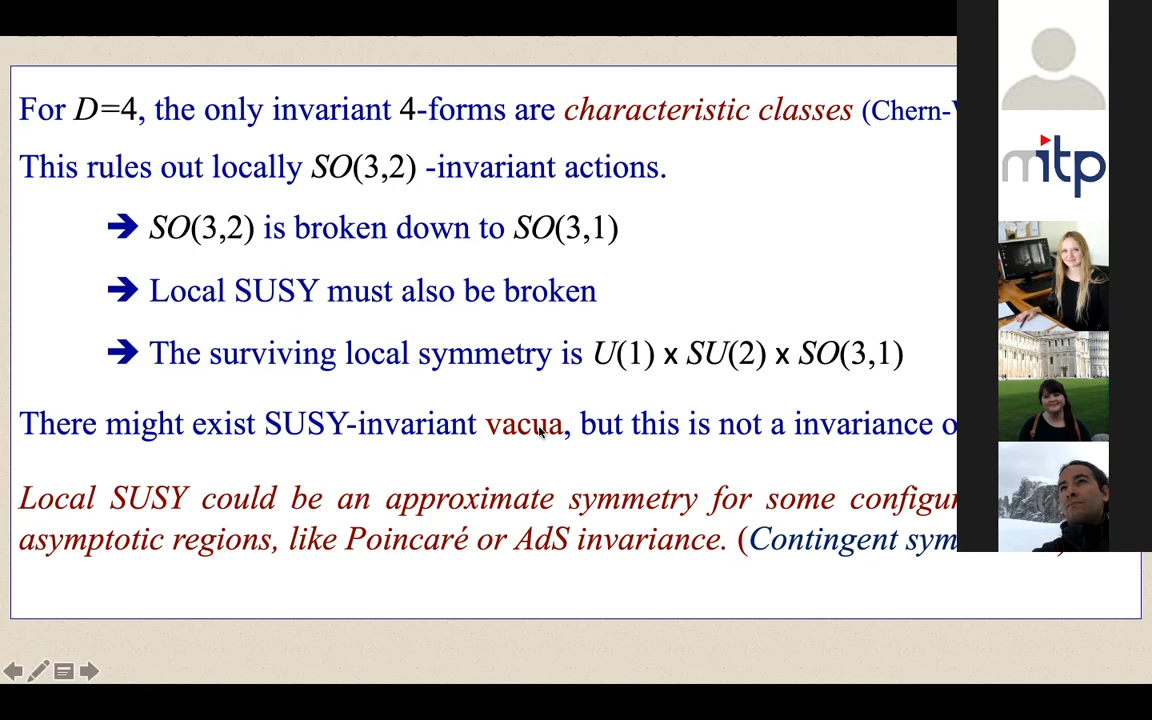 For D=4, the only invariant 4-forms are characteristic classes (Chern-
This rules out locally SO(3,2) -invariant actions.
➔ SO(3,2) is broken down to SO(3,1)
➔ Local SUSY must also be broken
➔ The surviving local symmetry is U(1) x SU(2) x SO(3,1)
There might exist SUSY-invariant vacua, but this is not a invariance
Local SUSY could be an approximate symmetry for some
asymptotic regions, like Poincaré or AdS invariance. (Contingent
mitp